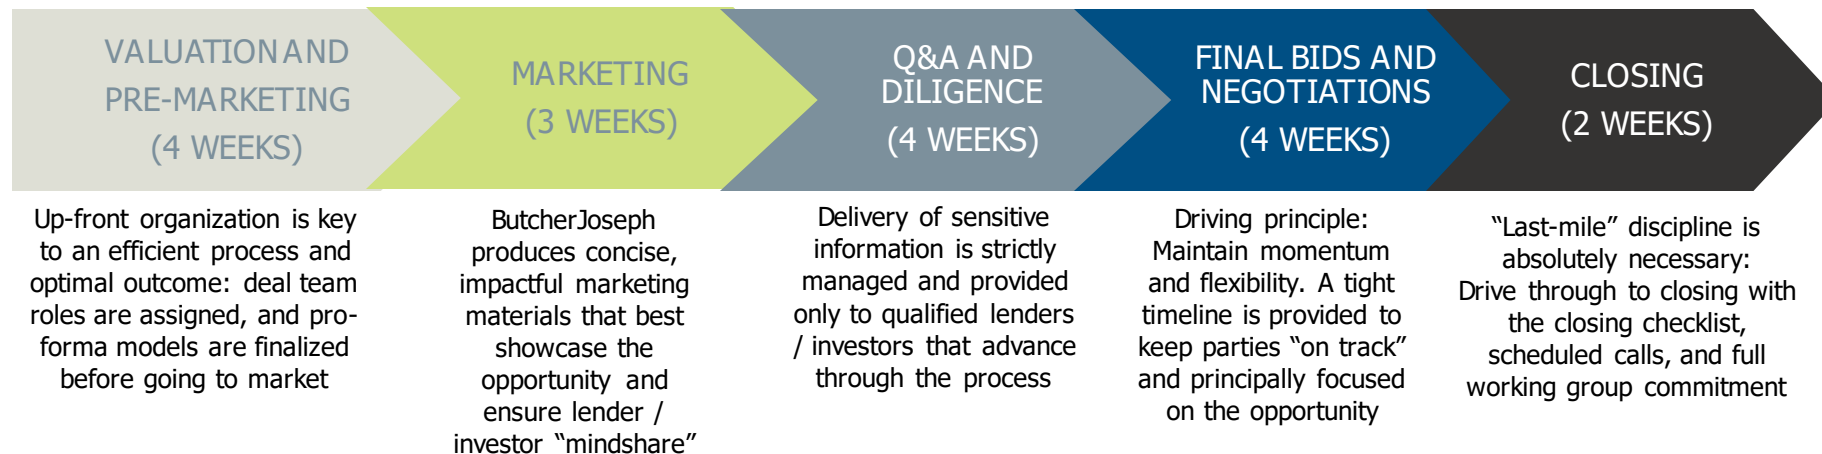 VALUATION AND
PRE-MARKETING
(4 WEEKS)
MARKETING
(3 WEEKS)
Q&A AND
DILIGENCE
(4 WEEKS)
FINAL BIDS AND
NEGOTIATIONS
(4 WEEKS)
CLOSING
(2 WEEKS)
Up-front organization is key
to an efficient process and
optimal outcome: deal team
roles are assigned, and pro-
forma models are finalized
before going to market
ButcherJoseph
produces concise,
impactful marketing
materials that best
showcase the
opportunity and
ensure lender /
investor “mindshare”
Delivery of sensitive
information is strictly
managed and provided
only to qualified lenders
/ investors that advance
through the process
Driving principle:
Maintain momentum
and flexibility. A tight
timeline is provided to
keep parties “on track”
and principally focused
on the opportunity
“Last-mile” discipline is
absolutely necessary:
Drive through to closing with
the closing checklist,
scheduled calls, and full
working group commitment